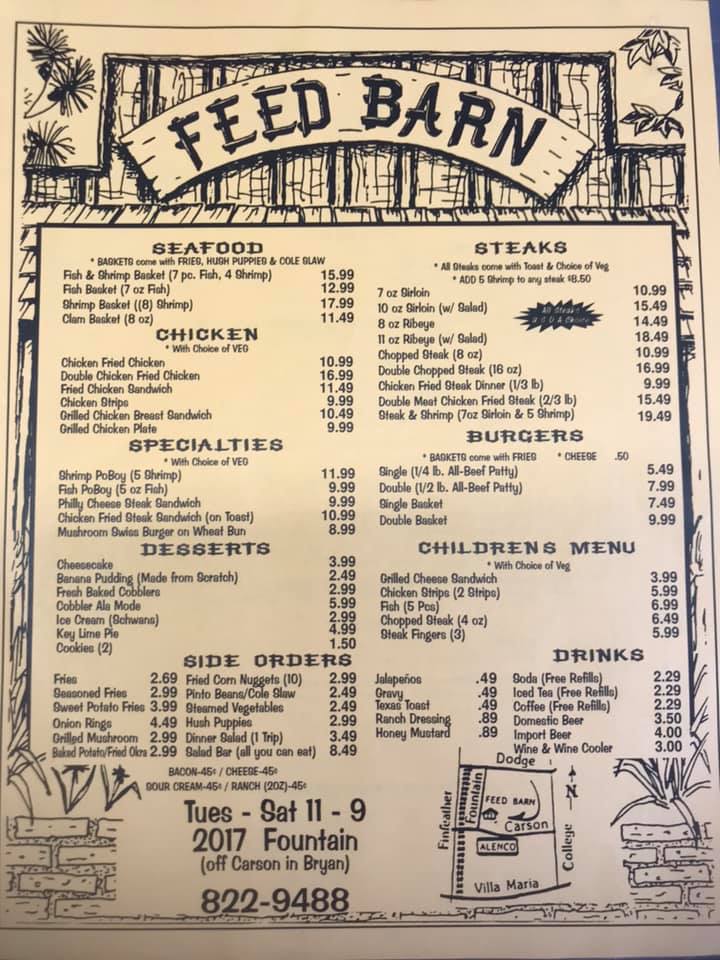 FEED BARN
SEAFOOD
* BASKETS come with FRIES, HUSH PUPPIES & COLE SLAW
Fish & Shrimp Basket (7 pc. Fish, 4 Shrimp) 15.99
Fish Basket (7 oz Fish) 12.99
Shrimp Basket ((8) Shrimp) 17.99
Clam Basket (8 oz) 11.49
CHICKEN
* With Choice of VEG
Chicken Fried Chicken 10.99
Double Chicken Fried Chicken 16.99
Fried Chicken Sandwich 11.49
Chicken Strips 9.99
Grilled Chicken Breast Sandwich 10.49
Grilled Chicken Plate 9.99
SPECIALTIES
* With Choice of VEG
Shrimp PoBoy (5 Shrimp) 11.99
Fish PoBoy (5 oz Fish) 9.99
Philly Cheese Steak Sandwich 9.99
Chicken Fried Steak Sandwich (on Toast) 10.99
Mushroom Swiss Burger on Wheat Bun 8.99
DESSERTS
Cheesecake 3.99
Banana Pudding (Made from Scratch) 2.49
Fresh Baked Cobblers 2.99
Cobbler Ala Mode 5.99
Ice Cream (Schwans) 2.99
Key Lime Pie 4.99
Cookies (2) 1.50
STEAKS
* All Steaks come with Toast & Choice of Veg
* ADD 5 Shrimp to any steak $8.50
7 oz Sirloin 10.99
10 oz Sirloin (w/ Salad) 15.49
8 oz Ribeye 14.49
11 oz Ribeye (w/ Salad) 18.49
All Steaks
U.S.D.A Choice
Chopped Steak (8 oz) 10.99
Double Chopped Steak (16 oz) 16.99
Chicken Fried Steak Dinner (1/3 lb) 9.99
Double Meat Chicken Fried Steak (2/3 lb) 15.49
Steak & Shrimp (7oz Sirloin & 5 Shrimp) 19.49
BURGERS
* BASKETS come with FRIES * CHEESE .50
Single (1/4 lb. All-Beef Patty) 5.49
Double (1/2 lb. All-Beef Patty) 7.99
Single Basket 7.49
Double Basket 9.99
CHILDRENS MENU
* With Choice of Veg
Grilled Cheese Sandwich 3.99
Chicken Strips (2 Strips) 5.99
Fish (5 Pcs) 6.99
Chopped Steak (4 oz) 6.49
Steak Fingers (3) 5.99
SIDE ORDERS
Fries 2.69 Fried Corn Nuggets (10) 2.99
Seasoned Fries 2.99 Pinto Beans/Cole Slaw 2.49
Sweet Potato Fries 3.99 Steamed Vegetables 2.49
Onion Rings 4.49 Hush Puppies 2.99
Grilled Mushroom 2.99 Dinner Salad (1 Trip) 3.49
Baked Potato/Fried Okra 2.99 Salad Bar (all you can eat) 8.49
BACON-45¢ / CHEESE-45¢
SOUR CREAM-45¢ / RANCH (2OZ)-45¢
Jalapeños .49
Gravy .49
Texas Toast .49
Ranch Dressing .89
Honey Mustard .89
DRINKS
Soda (Free Refills) 2.29
Iced Tea (Free Refills) 2.29
Coffee (Free Refills) 2.29
Domestic Beer 3.50
Import Beer 4.00
Wine & Wine Cooler 3.00
Tues - Sat 11 - 9
2017 Fountain
(off Carson in Bryan)
822-9488
Dodge
Finfeather
Fountain
FEED BARN
Carson
ALENCO
College
N
Villa Maria